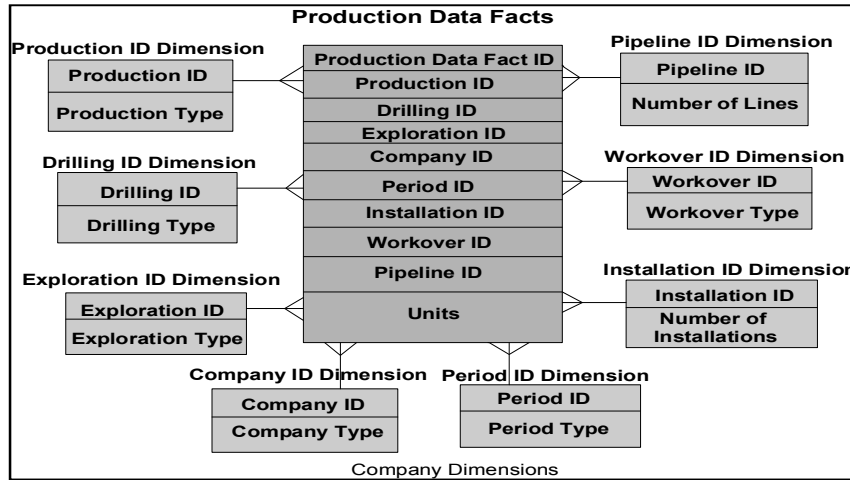 Production Data Facts
Production ID Dimension
Production ID
Production Type
Drilling ID Dimension
Drilling ID
Drilling Type
Exploration ID Dimension
Exploration ID
Exploration Type
Production Data Fact ID
Production ID
Drilling ID
Exploration ID
Company ID
Period ID
Installation ID
Workover ID
Pipeline ID
Units
Pipeline ID Dimension
Pipeline ID
Number of Lines
Workover ID Dimension
Workover ID
Workover Type
Installation ID Dimension
Installation ID
Number of
Installations
Company ID Dimension
Company ID
Company Type
Period ID Dimension
Period ID
Period Type
Company Dimensions